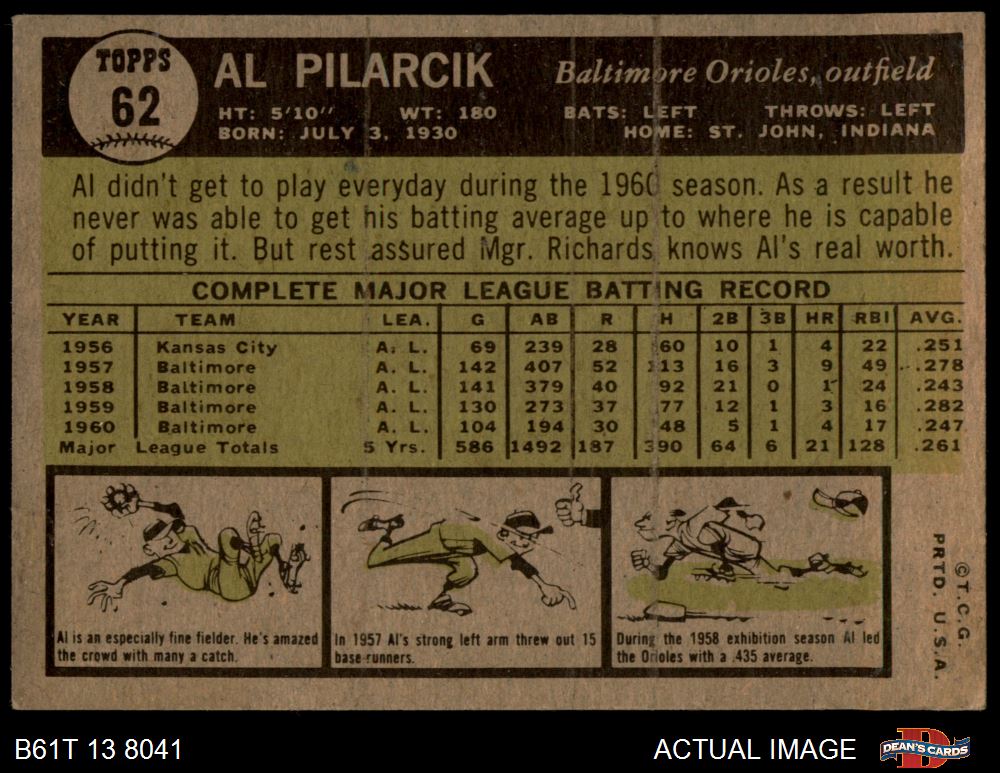 TOPPS
62
AL PILARCIK
Baltimore Orioles, outfield
HT: 5'10" WT: 180 BATS: LEFT THROWS: LEFT
BORN: JULY 3, 1930 HOME: ST. JOHN, INDIANA
Al didn't get to play everyday during the 1960 season. As a result he
never was able to get his batting average up to where he is capable
of putting it. But rest assured Mgr. Richards knows Al's real worth.
COMPLETE MAJOR LEAGUE BATTING RECORD
YEAR TEAM LEA. G AB R H 2B 3B HR RBI AVG.
1956 Kansas City A. L. 69 239 28 60 10 1 4 22 .251
1957 Baltimore A. L. 142 407 52 113 16 3 9 49 .278
1958 Baltimore A. L. 141 379 40 92 21 0 1 24 .243
1959 Baltimore A. L. 130 273 37 77 12 1 3 16 .282
1960 Baltimore A. L. 104 194 30 48 5 1 4 17 .247
Major League Totals 5 Yrs. 586 1492 187 390 64 6 21 128 .261
Al is an especially fine fielder. He's amazed
the crowd with many a catch.
In 1957 Al's strong left arm threw out 15
base runners.
During the 1958 exhibition season Al led
the Orioles with a .435 average.
©T.C.G.
PRTD. U.S.A.
B61T 13 8041
ACTUAL IMAGE
DEAN'S CARDS